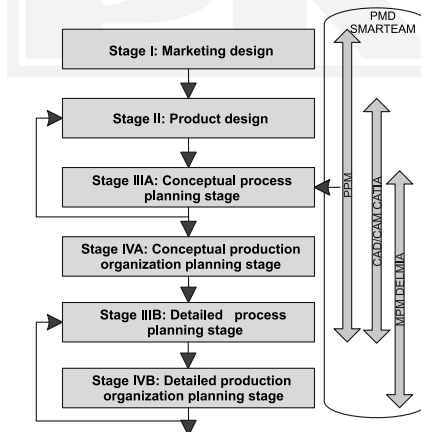 PMD
SMARTEAM
Stage I: Marketing design
Stage II: Product design
Stage IIIA: Conceptual process
planning stage
Stage IVA: Conceptual production
organization planning stage
Stage IIIB: Detailed process
planning stage
Stage IVB: Detailed production
organization planning stage
PPM
CAD/CAM CATIA
MPM DELMIA